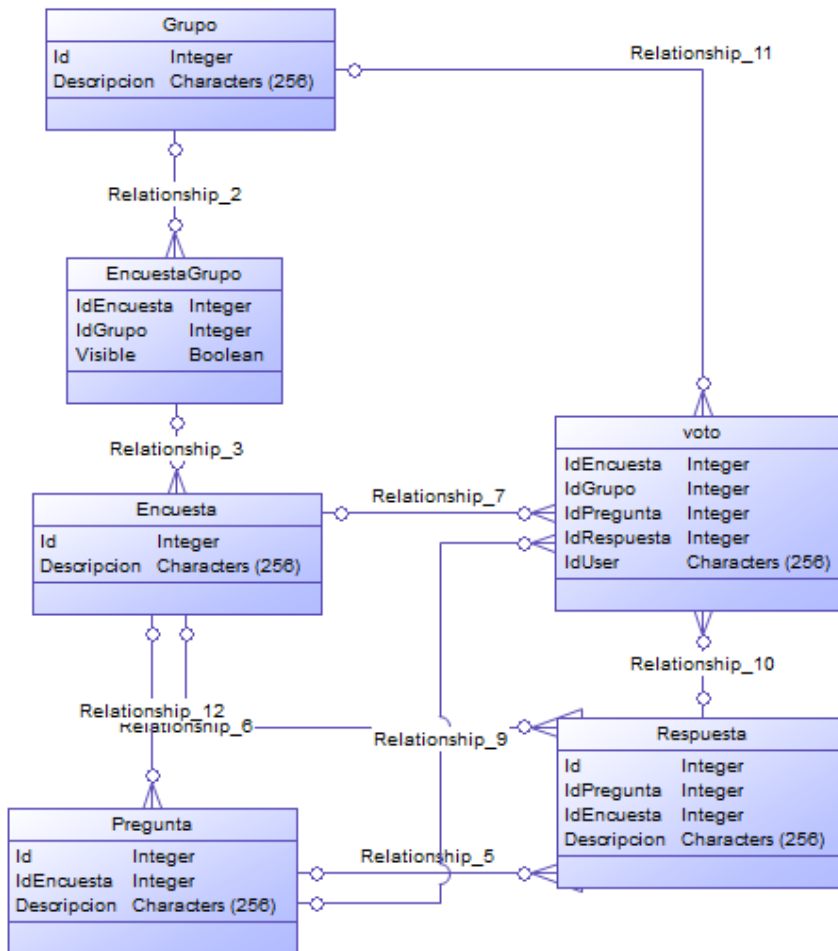 Grupo
Id Integer
Descripcion Characters (256)
Relationship_11
Relationship_2
EncuestaGrupo
IdEncuesta Integer
IdGrupo Integer
Visible Boolean
Relationship_3
voto
IdEncuesta Integer
IdGrupo Integer
IdPregunta Integer
IdRespuesta Integer
IdUser Characters (256)
Relationship_7
Encuesta
Id Integer
Descripcion Characters (256)
Relationship_10
Relationship_12
Relationship_6
Relationship_9
Respuesta
Id Integer
IdPregunta Integer
IdEncuesta Integer
Descripcion Characters (256)
Pregunta
Id Integer
IdEncuesta Integer
Descripcion Characters (256)
Relationship_5